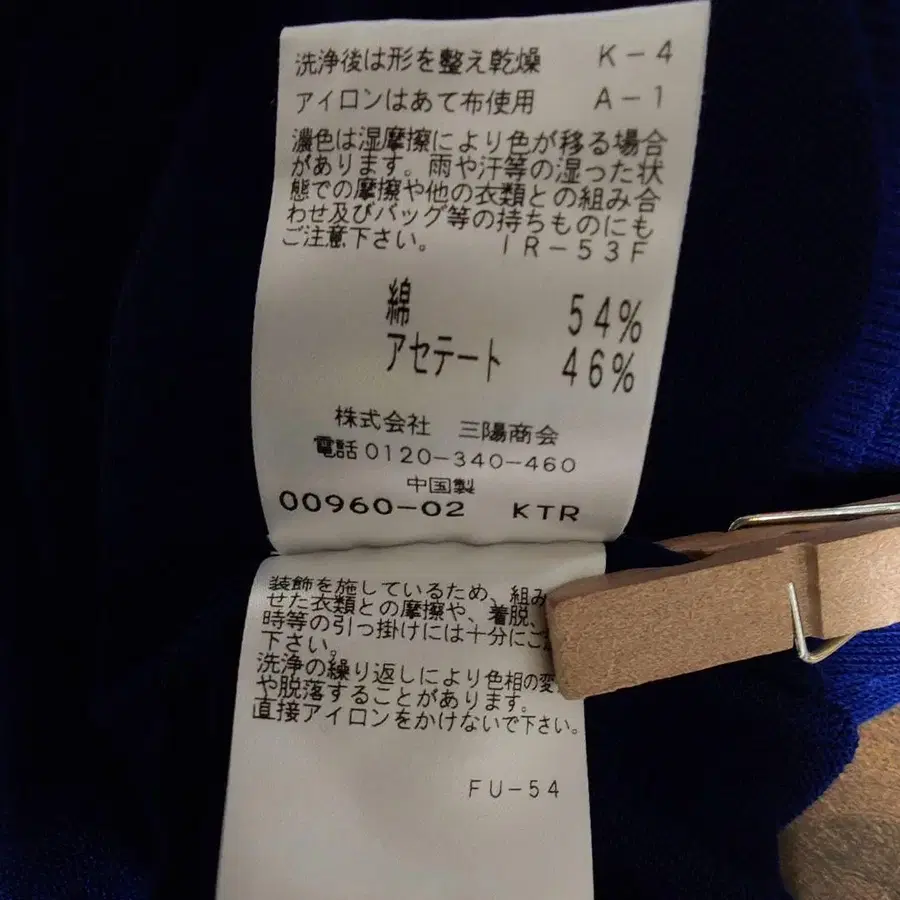 洗浄後は形を整え乾燥 K-4
アイロンはあて布使用 A-1
濃色は湿摩擦により色が移る場合
があります。雨や汗等の湿った状
態での摩擦や他の衣類との組み合
わせ及びバッグ等の持ちものにも
ご注意下さい。 IR-53F
綿 54%
アセテート 46%
株式会社 三陽商会
電話0120-340-460
中国製
00960-02 KTR
装飾を施しているため、組み
せた衣類との摩擦や、着脱、
時等の引っ掛けには十分にご
下さい。
洗浄の繰り返しにより色相の変
や脱落することがあります。
直接アイロンをかけないで下さい。
FU-54